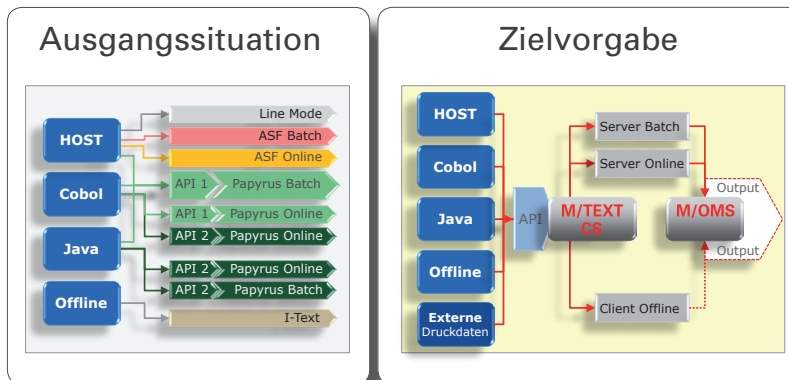 Ausgangssituation
HOST
Cobol
Java
Offline
Line Mode
ASF Batch
ASF Online
API 1 Papyrus Batch
API 1 Papyrus Online
API 2 Papyrus Online
API 2 Papyrus Online
API 2 Papyrus Batch
I-Text
Zielvorgabe
HOST
Cobol
Java
Offline
Externe
Druckdaten
API
M/TEXT
CS
Server Batch
Server Online
Client Offline
M/OMS
Output
Output